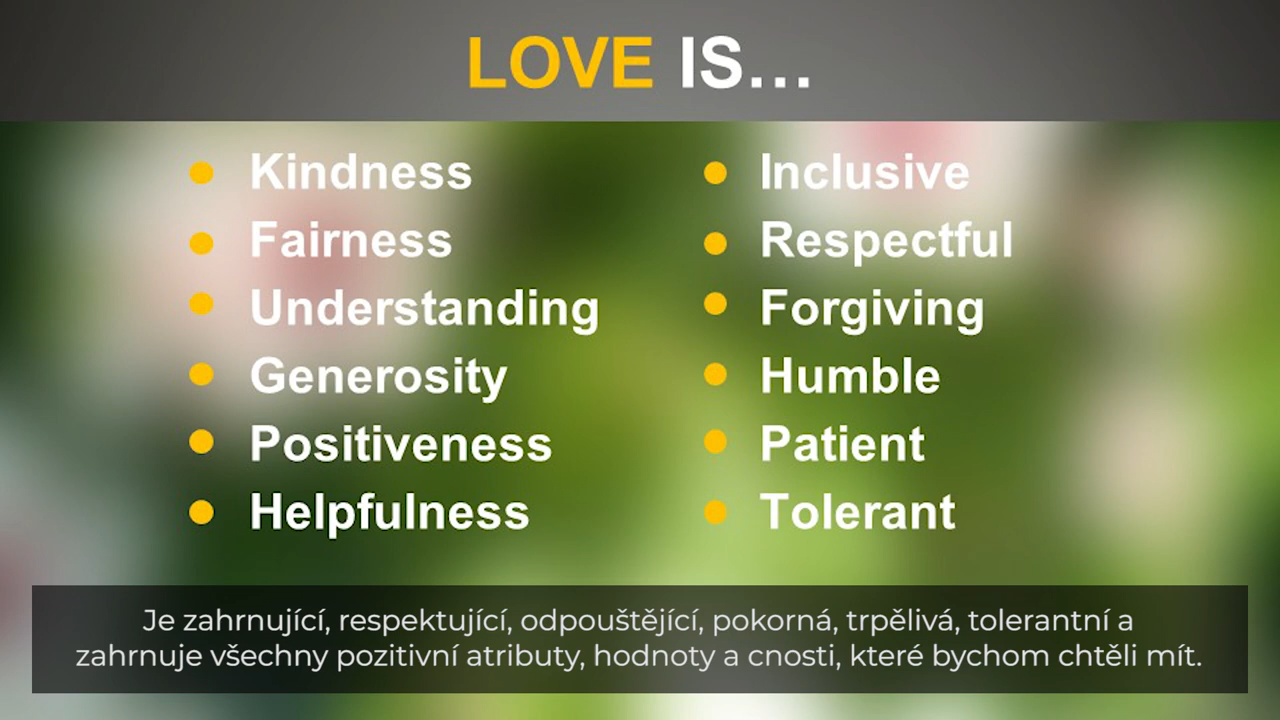 LOVE IS...
Kindness
Fairness
Understanding
Generosity
Positiveness
Helpfulness
Inclusive
Respectful
Forgiving
Humble
Patient
Tolerant
Je zahrnující, respektující, odpouštějící, pokorná, trpělivá, tolerantní a
zahrnuje všechny pozitivní atributy, hodnoty a cnosti, které bychom chtěli mít.